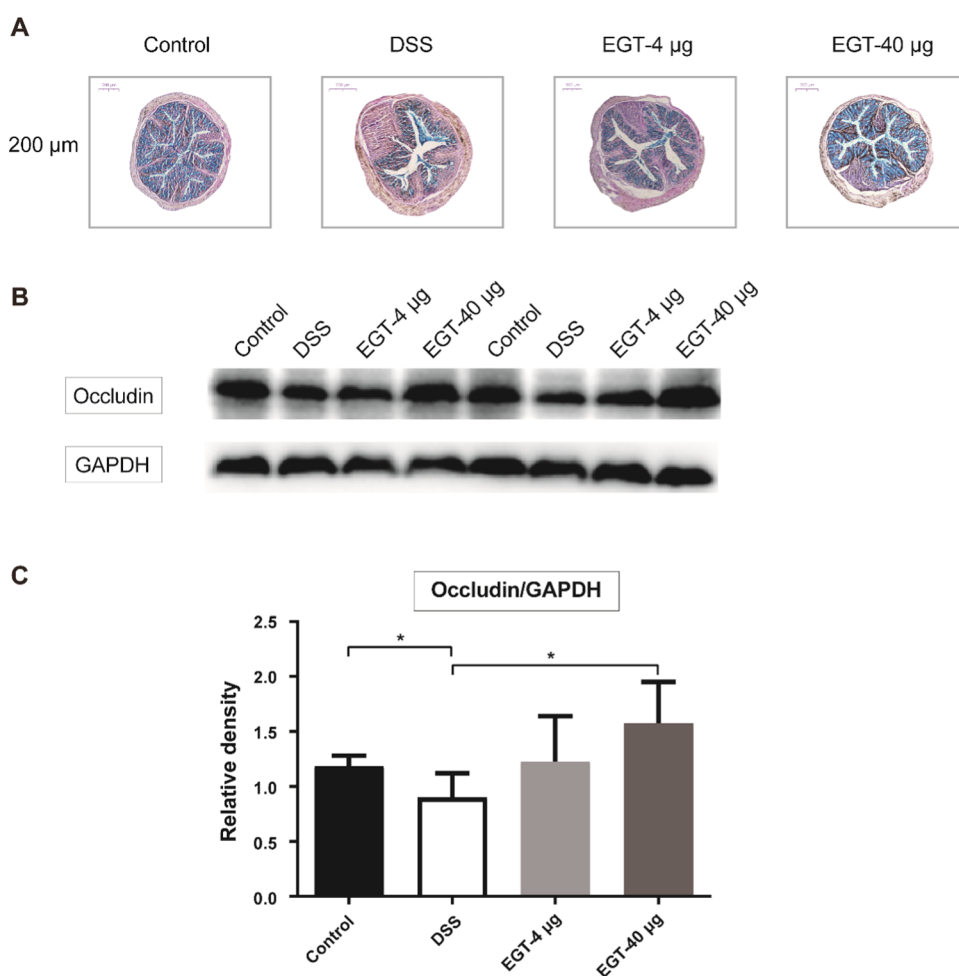 A
Control DSS EGT-4 µg EGT-40 µg
200 µm
B
Control DSS EGT-4 µg EGT-40 µg Control DSS EGT-4 µg EGT-40 µg
Occludin
GAPDH
C
Occludin/GAPDH
2.5
*
*
2.0
1.5
1.0
0.5
0.0
Relative density
Control DSS EGT-4 µg EGT-40 µg